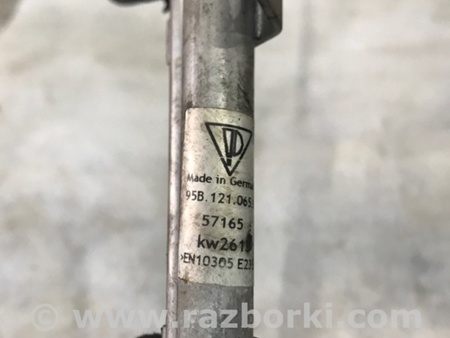 Made in Germa
95B.121.065
57165
kw261
>EN10305 E2
© www.razborki.com